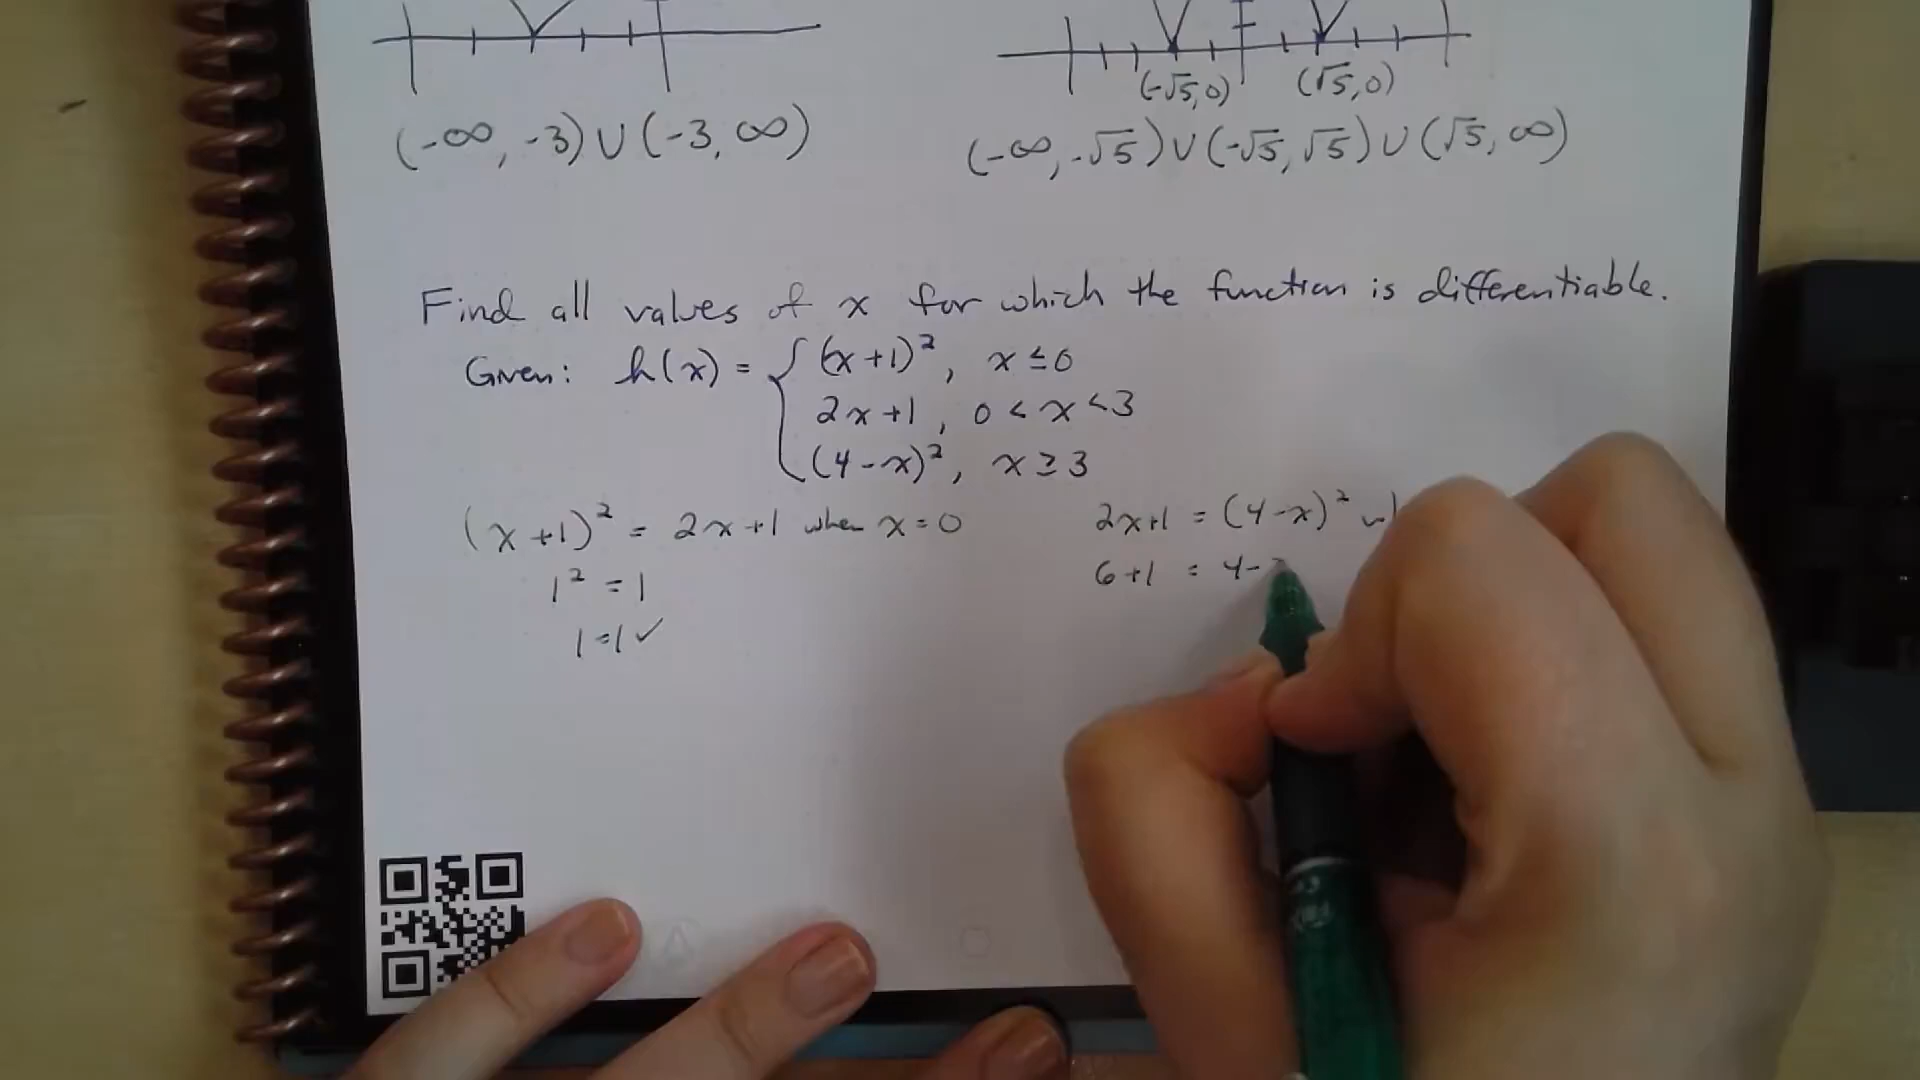 (-√5,0) (√5,0)
(-∞, -3) ∪ (-3, ∞)
(-∞, -√5) ∪ (-√5, √5) ∪ (√5, ∞)
Find all values of x for which the function is differentiable.
Given: h(x) = { (x+1)², x ≤ 0
2x+1, 0 < x < 3
(4-x)², x ≥ 3
(x+1)² = 2x+1 when x=0
1² = 1
1=1 ✓
2x+1 = (4-x)²
6+1 = 4-